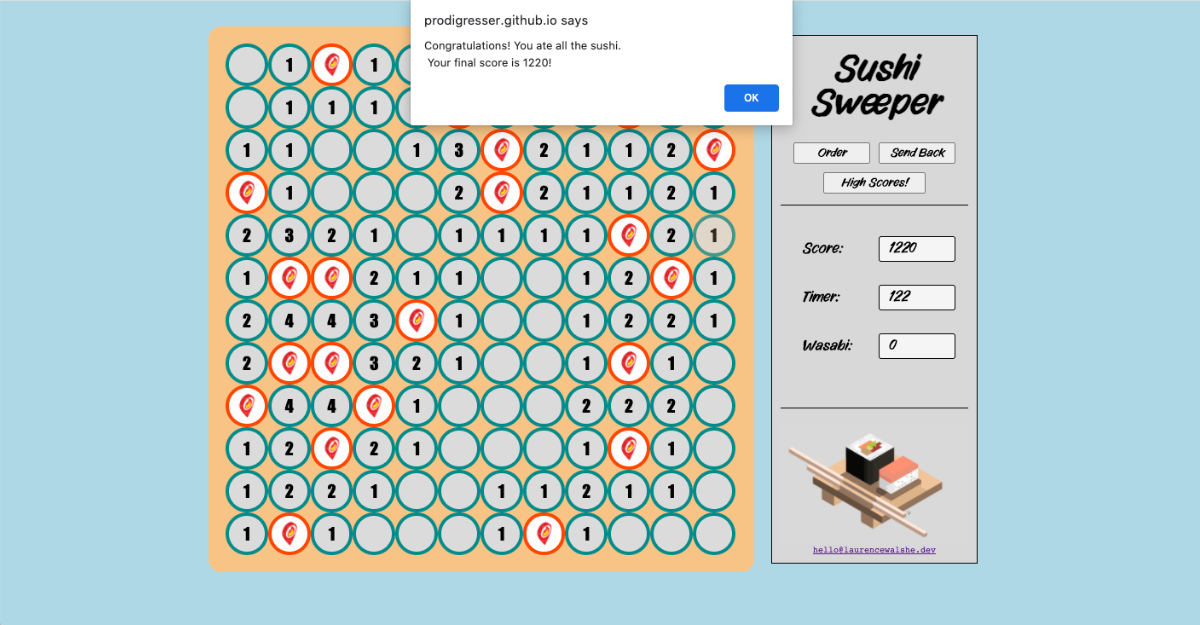 prodigresser.github.io says
Congratulations! You ate all the sushi.
Your final score is 1220!
OK
Sushi
Sweeper
Order Send Back
High Scores!
Score: 1220
Timer: 122
Wasabi: 0
hello@laurencewalshe.dev
1 1
1 1 1
1 1 1 3 2 1 1 2
1 2 2 1 1 2 1
2 3 2 1 1 1 1 1 2 1
1 2 1 1 1 2 1
2 4 4 3 1 1 2 2 1
2 3 2 1 1 1
4 4 1 2 2 2
1 2 2 1 1 1
1 2 2 1 1 1 2 1 1
1 1 1 1